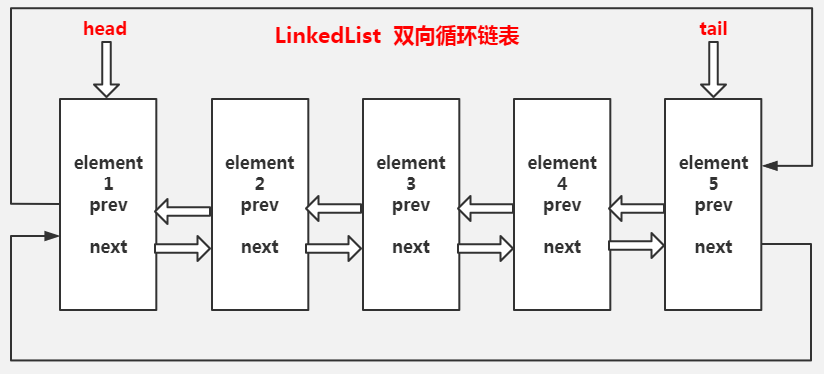 head
LinkedList 双向循环链表
tail
element
1
prev
next
element
2
prev
next
element
3
prev
next
element
4
prev
next
element
5
prev
next